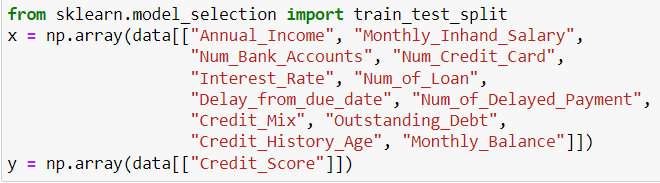 from sklearn.model_selection import train_test_split
x = np.array(data[["Annual_Income", "Monthly_Inhand_Salary",
"Num_Bank_Accounts", "Num_Credit_Card",
"Interest_Rate", "Num_of_Loan",
"Delay_from_due_date", "Num_of_Delayed_Payment",
"Credit_Mix", "Outstanding_Debt",
"Credit_History_Age", "Monthly_Balance"]])
y = np.array(data[["Credit_Score"]])